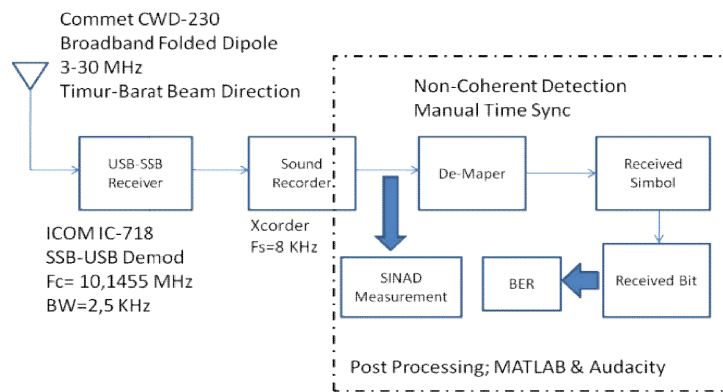 Commet CWD-230
Broadband Folded Dipole
3-30 MHz
Timur-Barat Beam Direction
Non-Coherent Detection
Manual Time Sync
USB-SSB
Receiver
Sound
Recorder
De-Maper
Received
Simbol
ICOM IC-718
SSB-USB Demod
Fc= 10,1455 MHz
BW=2,5 KHz
Xcorder
Fs=8 KHz
SINAD
Measurement
BER
Received Bit
Post Processing; MATLAB & Audacity